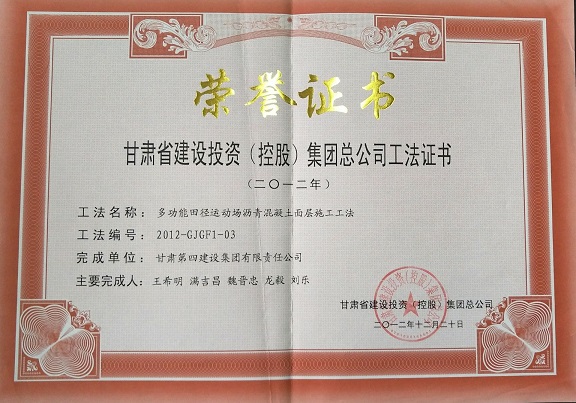 荣誉证书
甘肃省建设投资（控股）集团总公司工法证书
（二〇一二年）
工法名称：多功能田径运动场沥青混凝土面层施工工法
工法编号：2012-GJGF1-03
完成单位：甘肃第四建设集团有限责任公司
主要完成人：王希明 满吉昌 魏晋忠 龙毅 刘乐
甘肃省建设投资（控股）集团总公司
二〇一二年十二月二十日